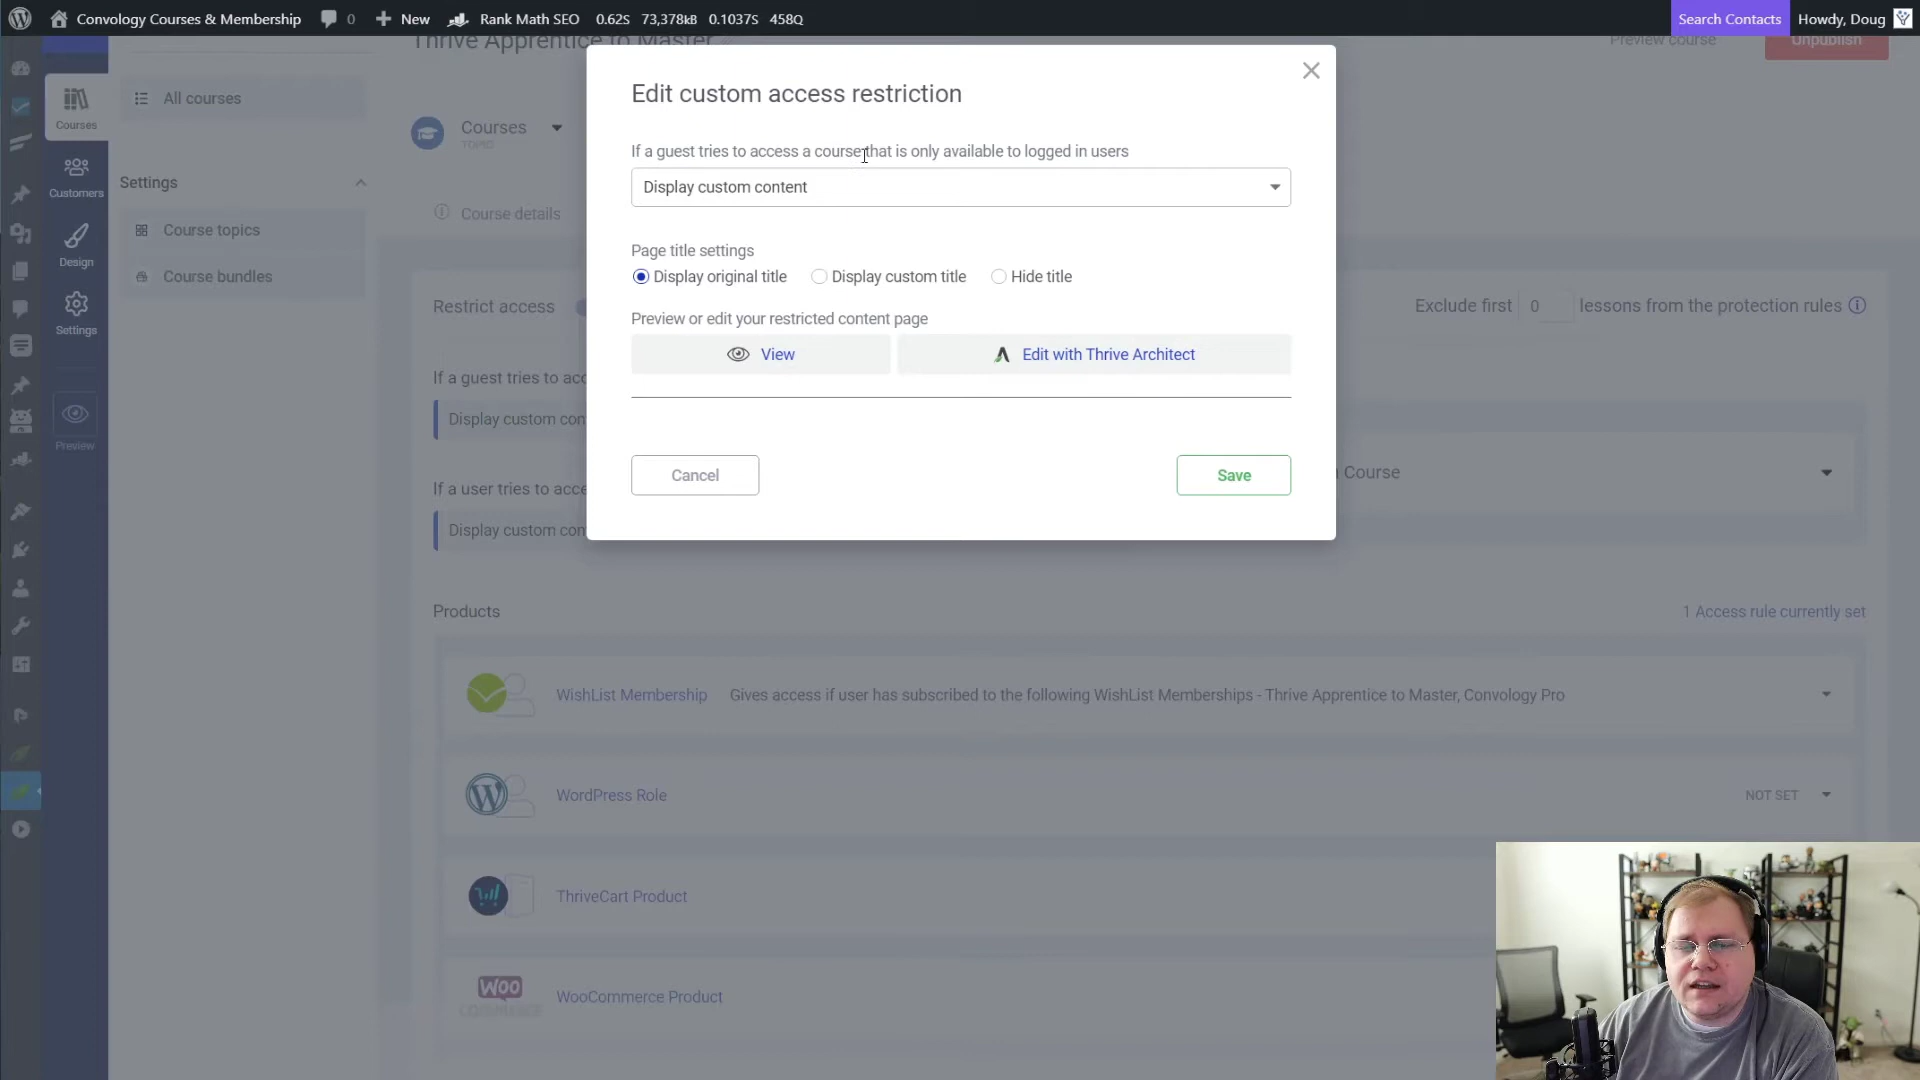 Convology Courses & Membership
0
New
Rank Math SEO
0.62S
73,378kB
0.1037S
458Q
Search Contacts
Howdy, Doug
Thrive Apprentice to Master
Preview course
Unpublish
Courses
Customers
Design
Settings
Preview
All courses
Settings
Course topics
Course bundles
Courses
TOPIC
Course details
Edit custom access restriction
If a guest tries to access a course that is only available to logged in users
Display custom content
Page title settings
Display original title
Display custom title
Hide title
Preview or edit your restricted content page
View
Edit with Thrive Architect
Cancel
Save
Restrict access
Exclude first 0 lessons from the protection rules
If a guest tries to
Display custom
If a user tries to
Display custom
Course
Products
1 Access rule currently set
WishList Membership
Gives access if user has subscribed to the following WishList Memberships - Thrive Apprentice to Master, Convology Pro
WordPress Role
NOT SET
ThriveCart Product
WOO
COMMERCE
WooCommerce Product